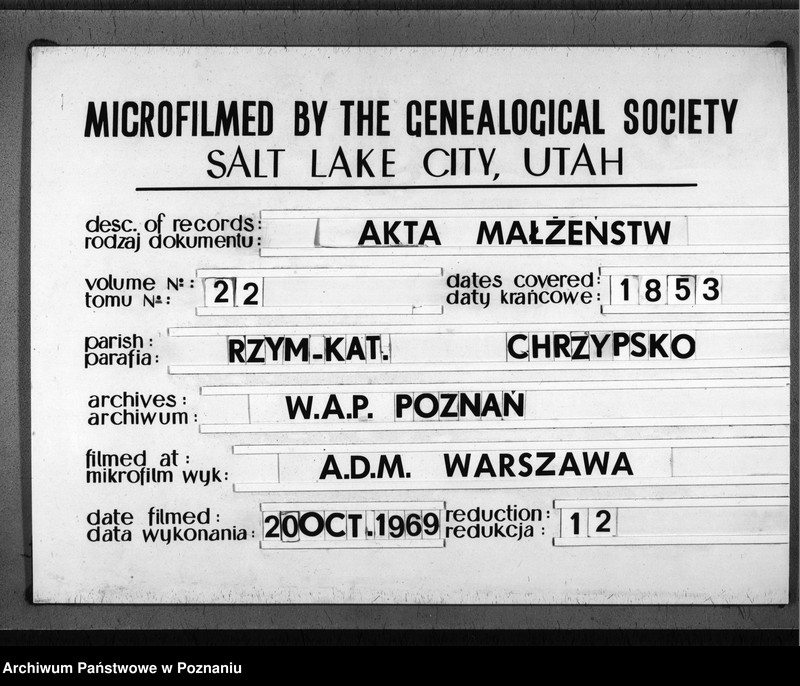 MICROFILMED BY THE GENEALOGICAL SOCIETY
SALT LAKE CITY, UTAH
desc. of records:
rodzaj dokumentu: AKTA MAŁŻEŃSTW
volume №:
tomu №: 22
dates covered:
daty krańcowe: 1853
parish:
parafia: RZYM-KAT. CHRZYPSKO
archives:
archiwum: W.A.P. POZNAŃ
filmed at:
mikrofilm wyk: A.D.M. WARSZAWA
date filmed:
data wykonania: 20 OCT. 1969
reduction:
redukcja: 12
Archiwum Państwowe w Poznaniu